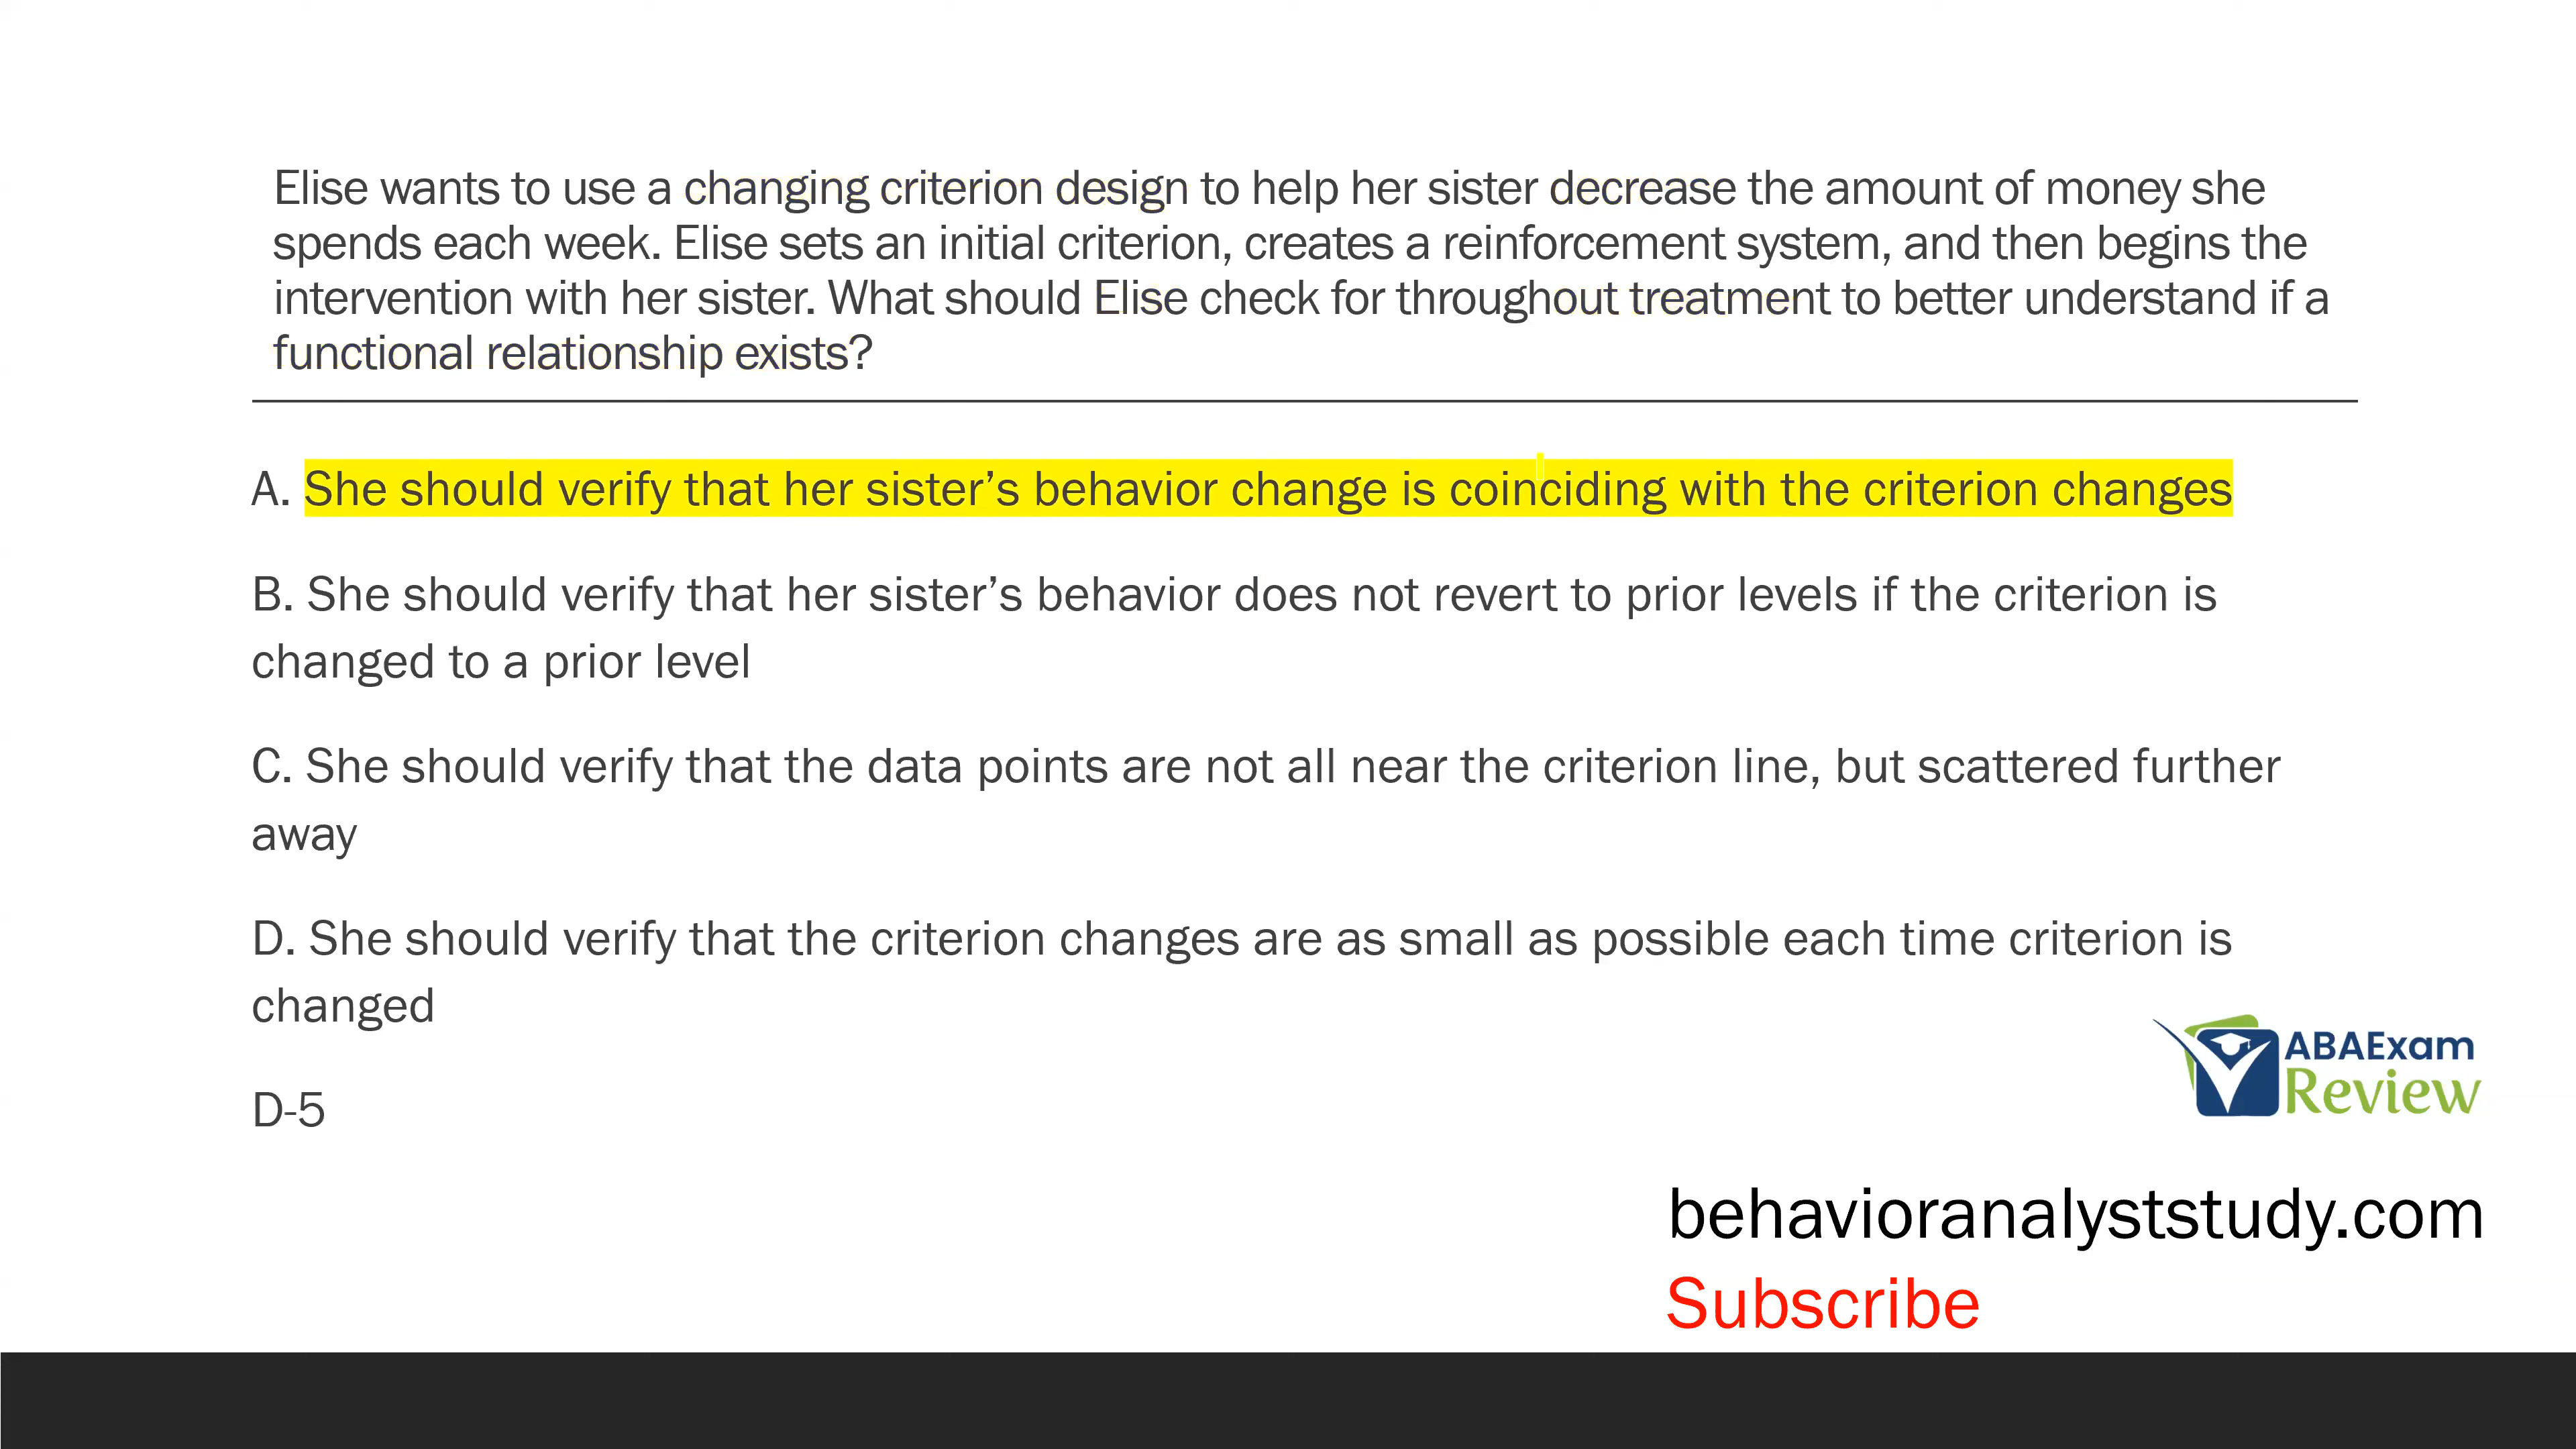 Elise wants to use a changing criterion design to help her sister decrease the amount of money she
spends each week. Elise sets an initial criterion, creates a reinforcement system, and then begins the
intervention with her sister. What should Elise check for throughout treatment to better understand if a
functional relationship exists?
A. She should verify that her sister’s behavior change is coinciding with the criterion changes
B. She should verify that her sister’s behavior does not revert to prior levels if the criterion is
changed to a prior level
C. She should verify that the data points are not all near the criterion line, but scattered further
away
D. She should verify that the criterion changes are as small as possible each time criterion is
changed
D-5
ABAExam
Review
behavioranalyststudy.com
Subscribe